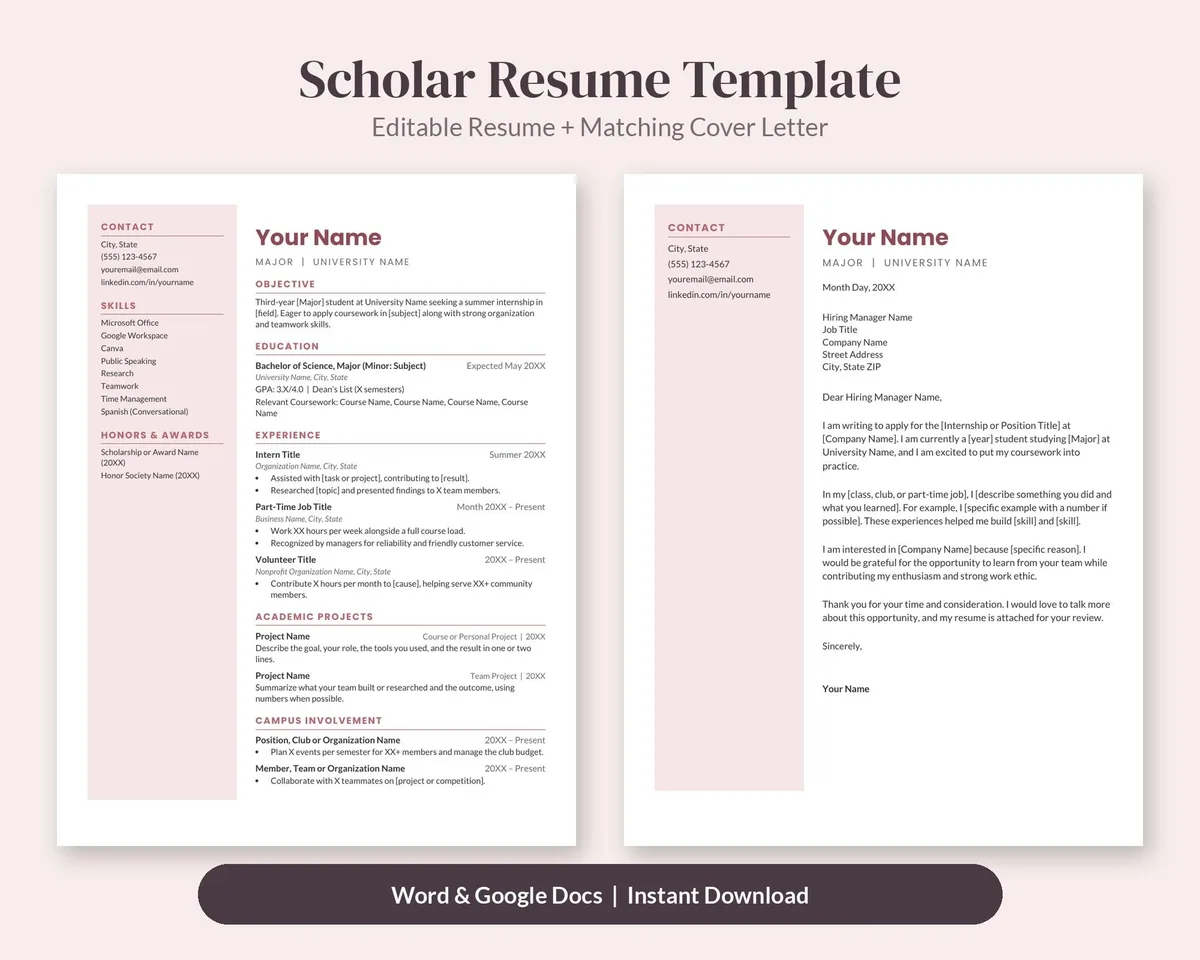 Scholar Resume Template
Editable Resume + Matching Cover Letter
CONTACT
City, State
(555) 123-4567
youremail@email.com
linkedin.com/in/yourname
SKILLS
Microsoft Office
Google Workspace
Canva
Public Speaking
Research
Teamwork
Time Management
Spanish (Conversational)
HONORS & AWARDS
Scholarship or Award Name
(20XX)
Honor Society Name (20XX)
Your Name
MAJOR | UNIVERSITY NAME
OBJECTIVE
Third-year [Major] student at University Name seeking a summer internship in
[field]. Eager to apply coursework in [subject] along with strong organization
and teamwork skills.
EDUCATION
Bachelor of Science, Major (Minor: Subject) Expected May 20XX
University Name, City, State
GPA: 3.X/4.0 | Dean's List (X semesters)
Relevant Coursework: Course Name, Course Name, Course Name, Course
Name
EXPERIENCE
Intern Title Summer 20XX
Organization Name, City, State
• Assisted with [task or project], contributing to [result].
• Researched [topic] and presented findings to X team members.
Part-Time Job Title Month 20XX – Present
Business Name, City, State
• Work XX hours per week alongside a full course load.
• Recognized by managers for reliability and friendly customer service.
Volunteer Title 20XX – Present
Nonprofit Organization Name, City, State
• Contribute X hours per month to [cause], helping serve XX+ community
members.
ACADEMIC PROJECTS
Project Name Course or Personal Project | 20XX
Describe the goal, your role, the tools you used, and the result in one or two
lines.
Project Name Team Project | 20XX
Summarize what your team built or researched and the outcome, using
numbers when possible.
CAMPUS INVOLVEMENT
Position, Club or Organization Name 20XX – Present
• Plan X events per semester for XX+ members and manage the club budget.
Member, Team or Organization Name 20XX – Present
• Collaborate with X teammates on [project or competition].
CONTACT
City, State
(555) 123-4567
youremail@email.com
linkedin.com/in/yourname
Your Name
MAJOR | UNIVERSITY NAME
Month Day, 20XX
Hiring Manager Name
Job Title
Company Name
Street Address
City, State ZIP
Dear Hiring Manager Name,
I am writing to apply for the [Internship or Position Title] at
[Company Name]. I am currently a [year] student studying [Major] at
University Name, and I am excited to put my coursework into
practice.
In my [class, club, or part-time job], I [describe something you did and
what you learned]. For example, I [specific example with a number if
possible]. These experiences helped me build [skill] and [skill].
I am interested in [Company Name] because [specific reason]. I
would be grateful for the opportunity to learn from your team while
contributing my enthusiasm and strong work ethic.
Thank you for your time and consideration. I would love to talk more
about this opportunity, and my resume is attached for your review.
Sincerely,
Your Name
Word & Google Docs | Instant Download